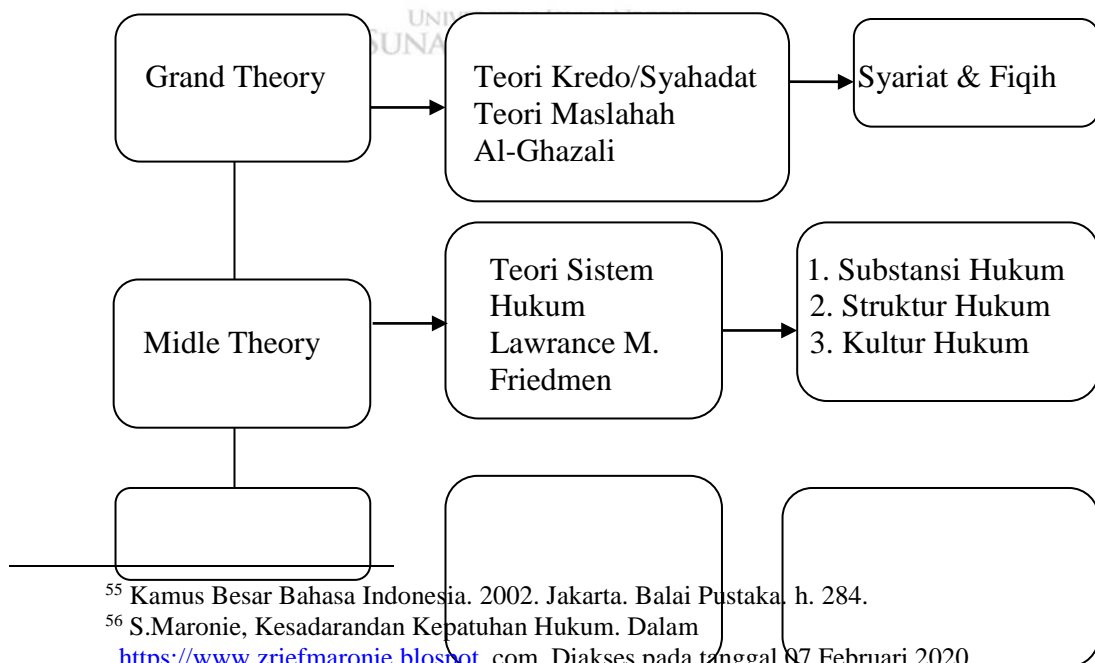 Grand Theory
Teori Kredo/Syahadat
Teori Maslahah
Al-Ghazali
Syariat & Fiqih
Midle Theory
Teori Sistem
Hukum
Lawrance M.
Friedmen
1. Substansi Hukum
2. Struktur Hukum
3. Kultur Hukum
55 Kamus Besar Bahasa Indonesia. 2002. Jakarta. Balai Pustaka. h. 284.
56 S.Maronie, Kesadarandan Kepatuhan Hukum. Dalam
https://www.zriefmaronie.blospot. com. Diakses pada tanggal 07 Februari 2020